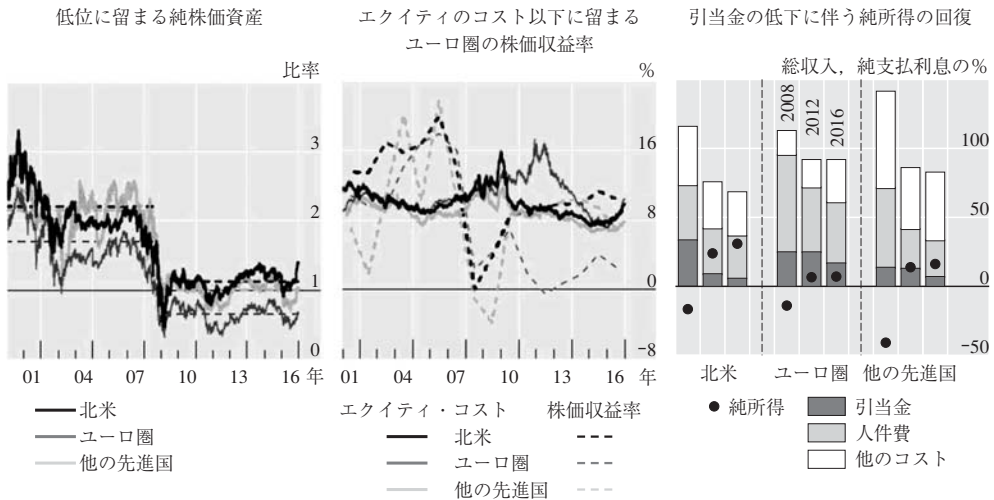 低位に留まる純株価資産
比率
3
2
1
0
01 04 07 10 13 16 年
北米
ユーロ圏
他の先進国
エクイティのコスト以下に留まる
ユーロ圏の株価収益率
%
16
8
0
−8
01 04 07 10 13 16 年
エクイティ・コスト 株価収益率
北米
ユーロ圏
他の先進国
引当金の低下に伴う純所得の回復
総収入，純支払利息の%
2008
2012
2016
100
50
0
−50
北米 ユーロ圏 他の先進国
純所得
引当金
人件費
他のコスト